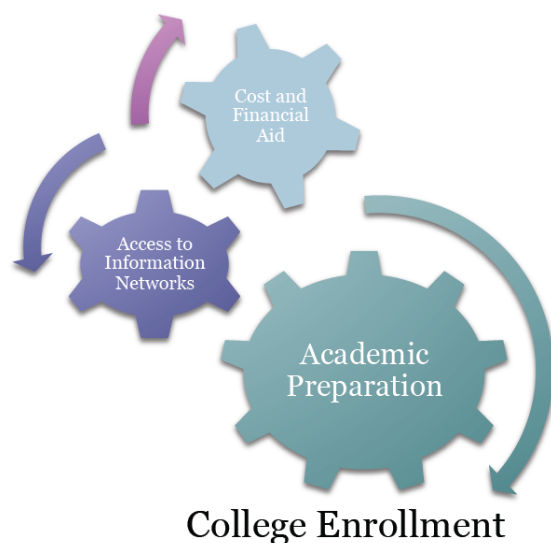 Cost and
Financial
Aid
Access to
Information
Networks
Academic
Preparation
College Enrollment